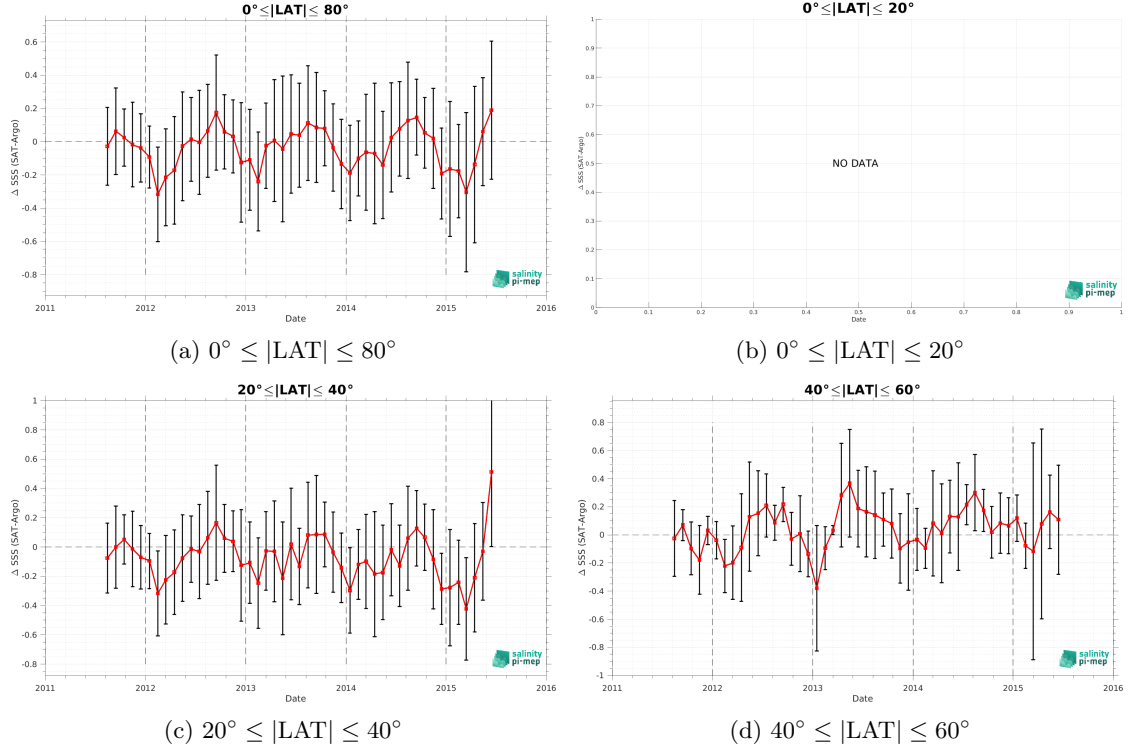 0°≤|LAT|≤ 80°
Δ SSS (SAT-Argo)
0.6
0.4
0.2
0
-0.2
-0.4
-0.6
-0.8
2011
2012
2013
2014
2015
2016
Date
salinity
pi-mep
(a) 0° ≤ |LAT| ≤ 80°
0°≤|LAT|≤ 20°
Δ SSS (SAT-Argo)
1
0.9
0.8
0.7
0.6
0.5
0.4
0.3
0.2
0.1
0
NO DATA
0
0.1
0.2
0.3
0.4
0.5
0.6
0.7
0.8
0.9
1
Date
salinity
pi-mep
(b) 0° ≤ |LAT| ≤ 20°
20°≤|LAT|≤ 40°
Δ SSS (SAT-Argo)
1
0.8
0.6
0.4
0.2
0
-0.2
-0.4
-0.6
-0.8
2011
2012
2013
2014
2015
2016
Date
salinity
pi-mep
(c) 20° ≤ |LAT| ≤ 40°
40°≤|LAT|≤ 60°
Δ SSS (SAT-Argo)
0.8
0.6
0.4
0.2
0
-0.2
-0.4
-0.6
-0.8
-1
2011
2012
2013
2014
2015
2016
Date
salinity
pi-mep
(d) 40° ≤ |LAT| ≤ 60°